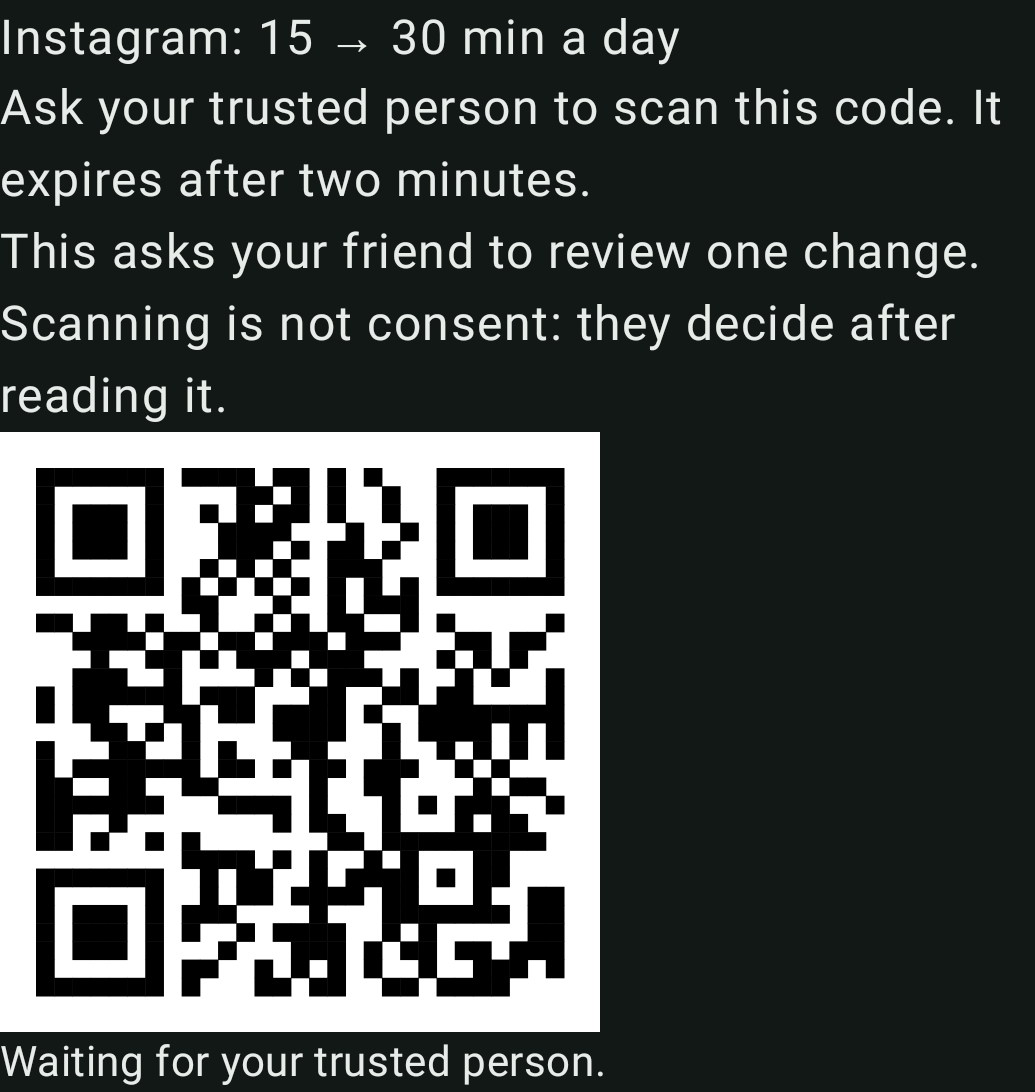 Instagram: 15 → 30 min a day
Ask your trusted person to scan this code. It
expires after two minutes.
This asks your friend to review one change.
Scanning is not consent: they decide after
reading it.
Waiting for your trusted person.